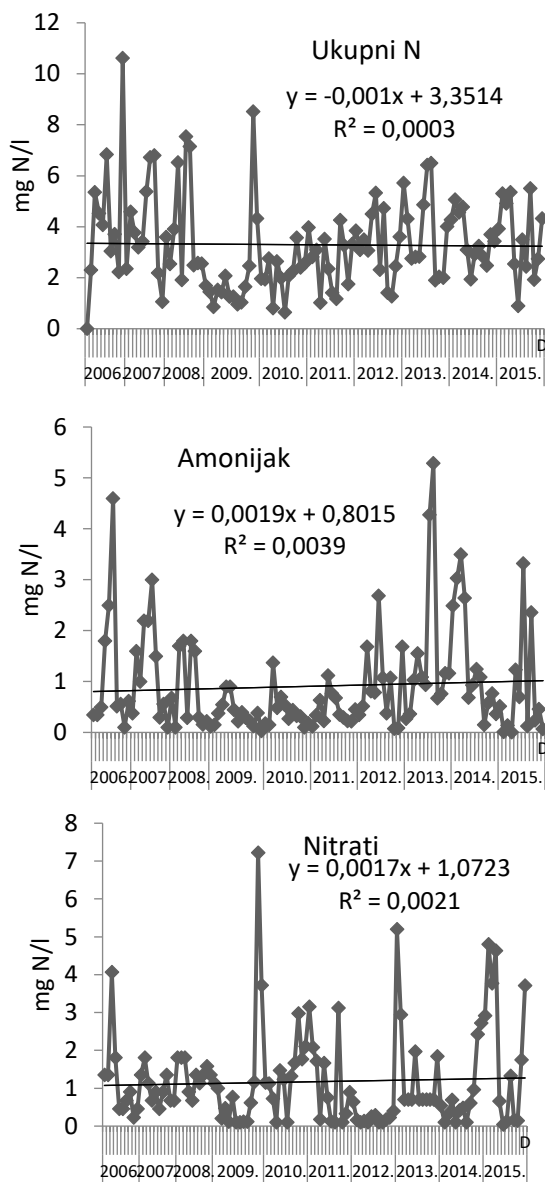 12
10
8
6
4
2
0
mg N/l
Ukupni N
y = -0,001x + 3,3514
R² = 0,0003
D
2006. 2007. 2008. 2009. 2010. 2011. 2012. 2013. 2014. 2015.
6
5
4
3
2
1
0
mg N/l
Amonijak
y = 0,0019x + 0,8015
R² = 0,0039
D
2006. 2007. 2008. 2009. 2010. 2011. 2012. 2013. 2014. 2015.
8
7
6
5
4
3
2
1
0
mg N/l
Nitrati
y = 0,0017x + 1,0723
R² = 0,0021
D
2006. 2007. 2008. 2009. 2010. 2011. 2012. 2013. 2014. 2015.